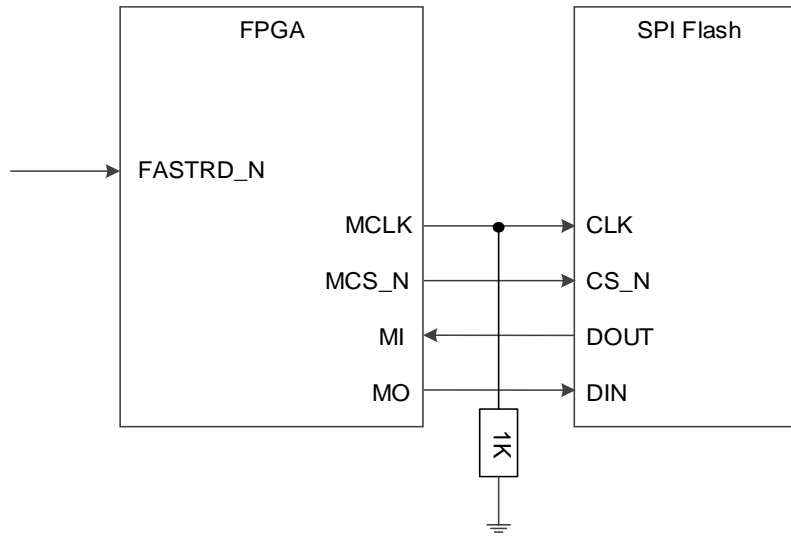 FPGA
SPI Flash
FASTRD_N
MCLK
CLK
MCS_N
CS_N
MI
DOUT
MO
DIN
1K